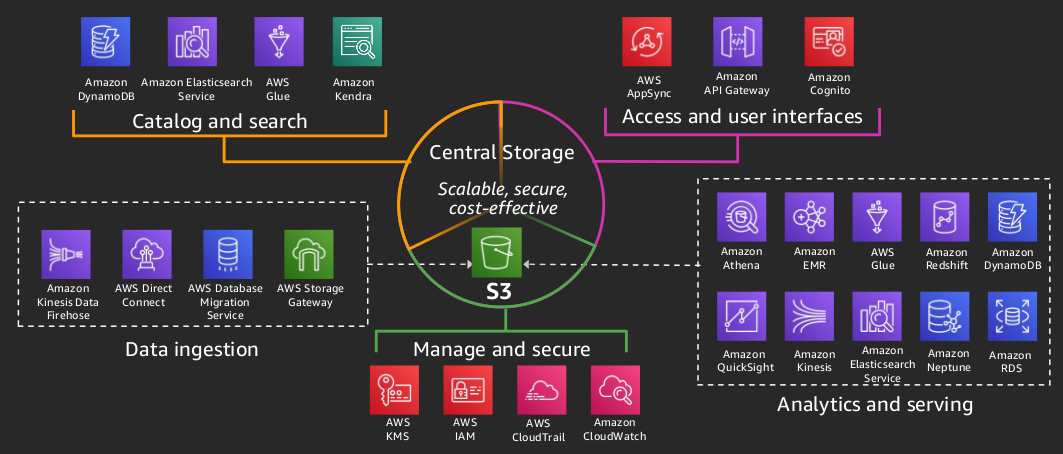 Amazon
DynamoDB
Amazon Elasticsearch
Service
AWS
Glue
Amazon
Kendra
Catalog and search
AWS
AppSync
Amazon
API Gateway
Amazon
Cognito
Access and user interfaces
Central Storage
Scalable, secure,
cost-effective
S3
Amazon
Kinesis Data
Firehose
AWS Direct
Connect
AWS Database
Migration
Service
AWS Storage
Gateway
Data ingestion
Manage and secure
AWS
KMS
AWS
IAM
AWS
CloudTrail
Amazon
CloudWatch
Amazon
Athena
Amazon
EMR
AWS
Glue
Amazon
Redshift
Amazon
DynamoDB
Amazon
QuickSight
Amazon
Kinesis
Amazon
Elasticsearch
Service
Amazon
Neptune
Amazon
RDS
Analytics and serving